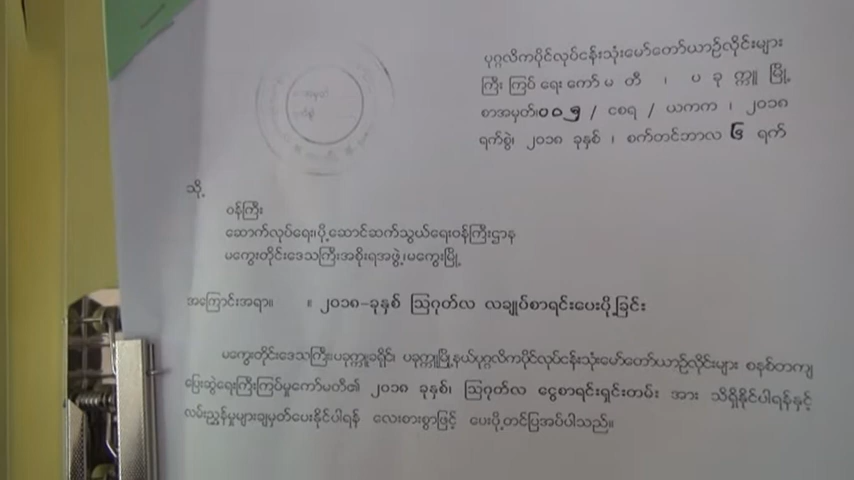 ပုဂ္ဂလိကပိုင်လုပ်ငန်းသုံးမော်တော်ယာဉ်လိုင်းများ
ကြီး ကြပ် ရေး ကော် မ တီ ၊ ပ ခု က္ကူ မြို့
စာအမှတ်၊ ၀၀၅ / စေရ / ယကက ၊ ၂၀၁၈
ရက်စွဲ၊ ၂၀၁၈ ခုနှစ် ၊ စက်တင်ဘာလ ၆ ရက်
သို့
ဝန်ကြီး
ဆောက်လုပ်ရေး၊ပို့ဆောင်ဆက်သွယ်ရေးဝန်ကြီးဌာန
မကွေးတိုင်းဒေသကြီးအစိုးရအဖွဲ့၊မကွေးမြို့
အကြောင်းအရာ။ ။ ၂၀၁၈-ခုနှစ် ဩဂုတ်လ လချုပ်စာရင်းပေးပို့ခြင်း
မကွေးတိုင်းဒေသကြီး၊ပခုက္ကူခရိုင်၊ ပခုက္ကူမြို့နယ်ပုဂ္ဂလိကပိုင်လုပ်ငန်းသုံးမော်တော်ယာဉ်လိုင်းများ စနစ်တကျ
ပြေးဆွဲရေးကြီးကြပ်မှုကော်မတီ၏ ၂၀၁၈ ခုနှစ်၊ ဩဂုတ်လ ငွေစာရင်းရှင်းတမ်း အား သိရှိနိုင်ပါရန်နှင့်
လမ်းညွှန်မှုများချမှတ်ပေးနိုင်ပါရန် လေးစားစွာဖြင့် ပေးပို့တင်ပြအပ်ပါသည်။